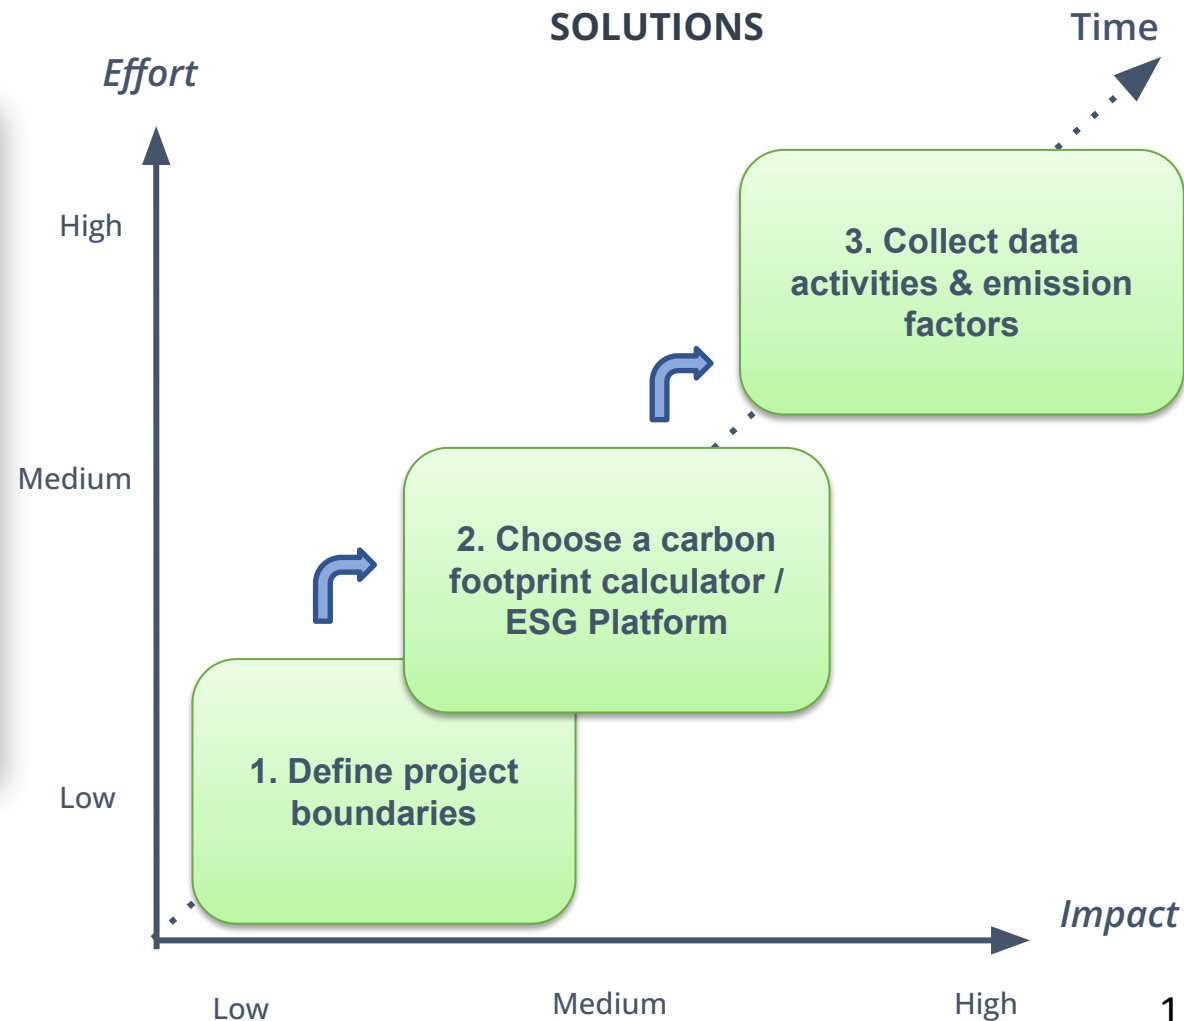 SOLUTIONS
Time
Effort
High
3. Collect data
activities & emission
factors
Medium
2. Choose a carbon
footprint calculator /
ESG Platform
1. Define project
boundaries
Low
Impact
Low
Medium
High
1